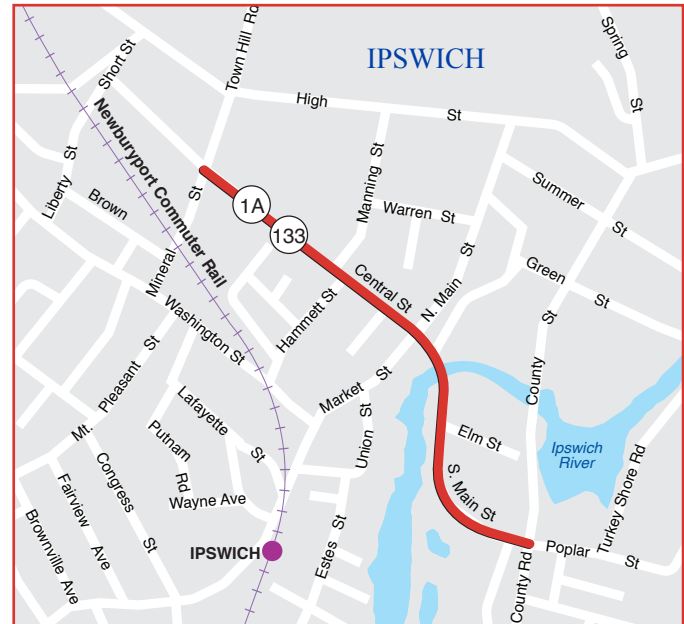 IPSWICH
Short St
Town Hill Rd
Spring St
High St
Newburyport Commuter Rail
Liberty St
Brown
Manning St
Warren St
Summer St
1A
133
Mineral St
Central St
N. Main St
Green St
Washington St
Hammett St
County St
Mt. Pleasant St
Market St
Lafayette St
Union St
Elm St
Ipswich
River
Putnam Rd
Congress St
Fairview Ave
Brownville Ave
Wayne Ave
S. Main St
Turkey Shore Rd
IPSWICH
Estes St
County Rd
Poplar St